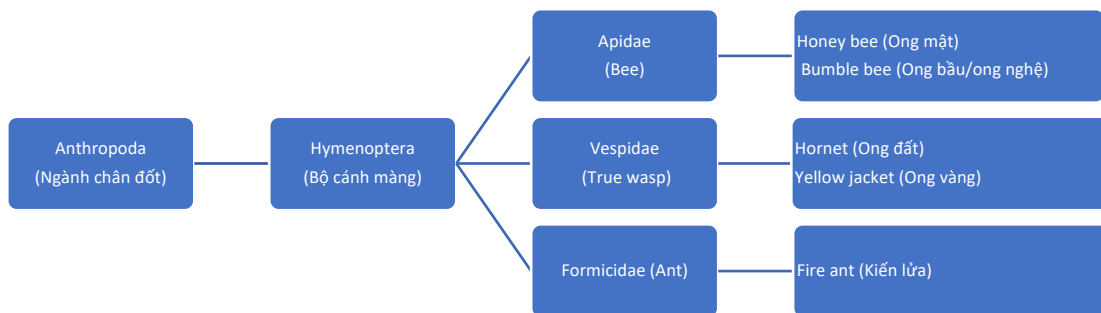 Anthropoda
(Ngành chân đốt)
Hymenoptera
(Bộ cánh màng)
Apidae
(Bee)
Honey bee (Ong mật)
Bumble bee (Ong bầu/ong nghệ)
Vespidae
(True wasp)
Hornet (Ong đất)
Yellow jacket (Ong vàng)
Formicidae (Ant)
Fire ant (Kiến lửa)